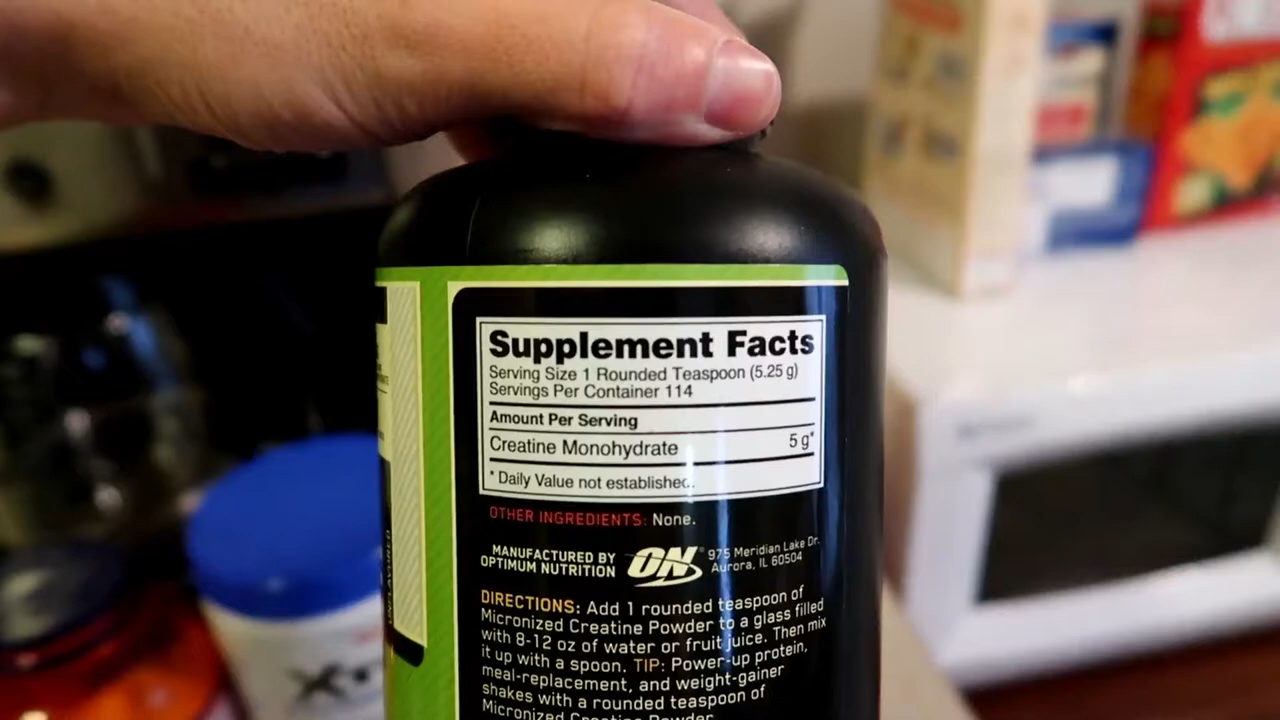 Supplement Facts
Serving Size 1 Rounded Teaspoon (5.25 g)
Servings Per Container 114
Amount Per Serving
Creatine Monohydrate 5 g*
* Daily Value not established.
OTHER INGREDIENTS: None.
MANUFACTURED BY
OPTIMUM NUTRITION
ON®
975 Meridian Lake Dr.
Aurora, IL 60504
DIRECTIONS: Add 1 rounded teaspoon of
Micronized Creatine Powder to a glass filled
with 8-12 oz of water or fruit juice. Then mix
it up with a spoon. TIP: Power-up protein,
meal-replacement, and weight-gainer
shakes with a rounded teaspoon of
Micronized Creatine Powder.
UNFLAVORED